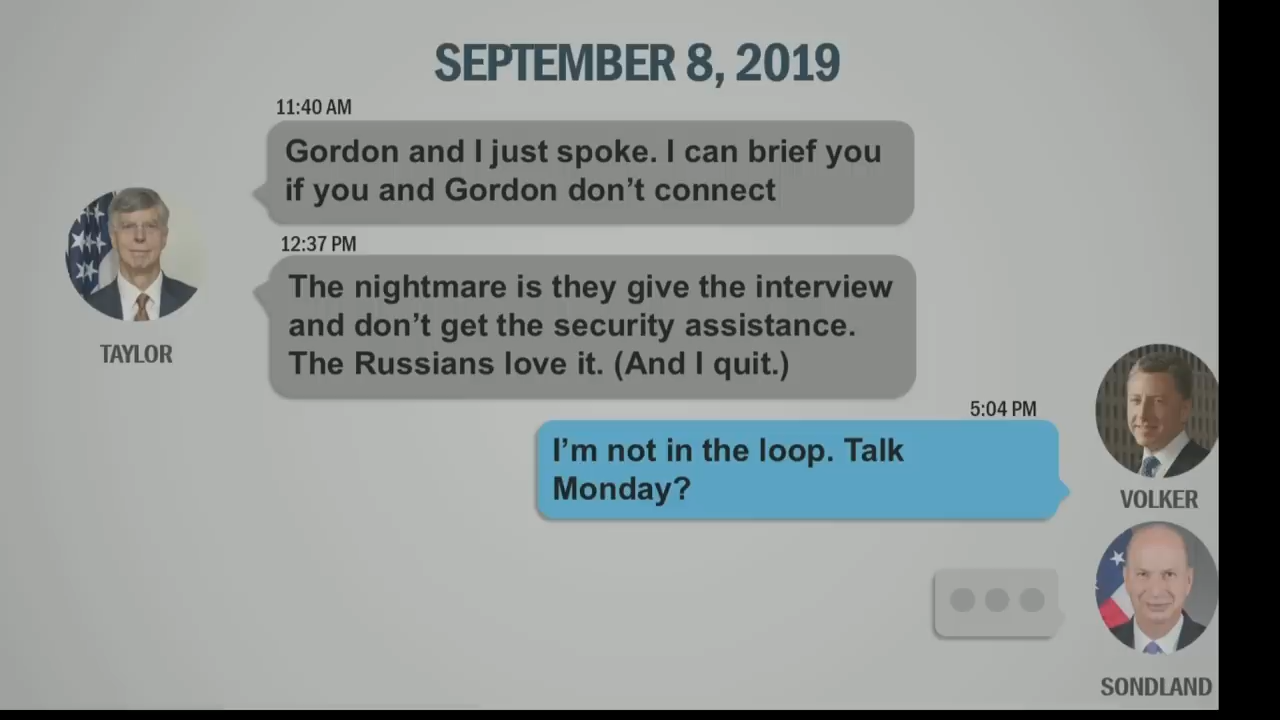 SEPTEMBER 8, 2019
11:40 AM
Gordon and I just spoke. I can brief you
if you and Gordon don’t connect
TAYLOR
12:37 PM
The nightmare is they give the interview
and don’t get the security assistance.
The Russians love it. (And I quit.)
5:04 PM
I’m not in the loop. Talk
Monday?
VOLKER
SONDLAND